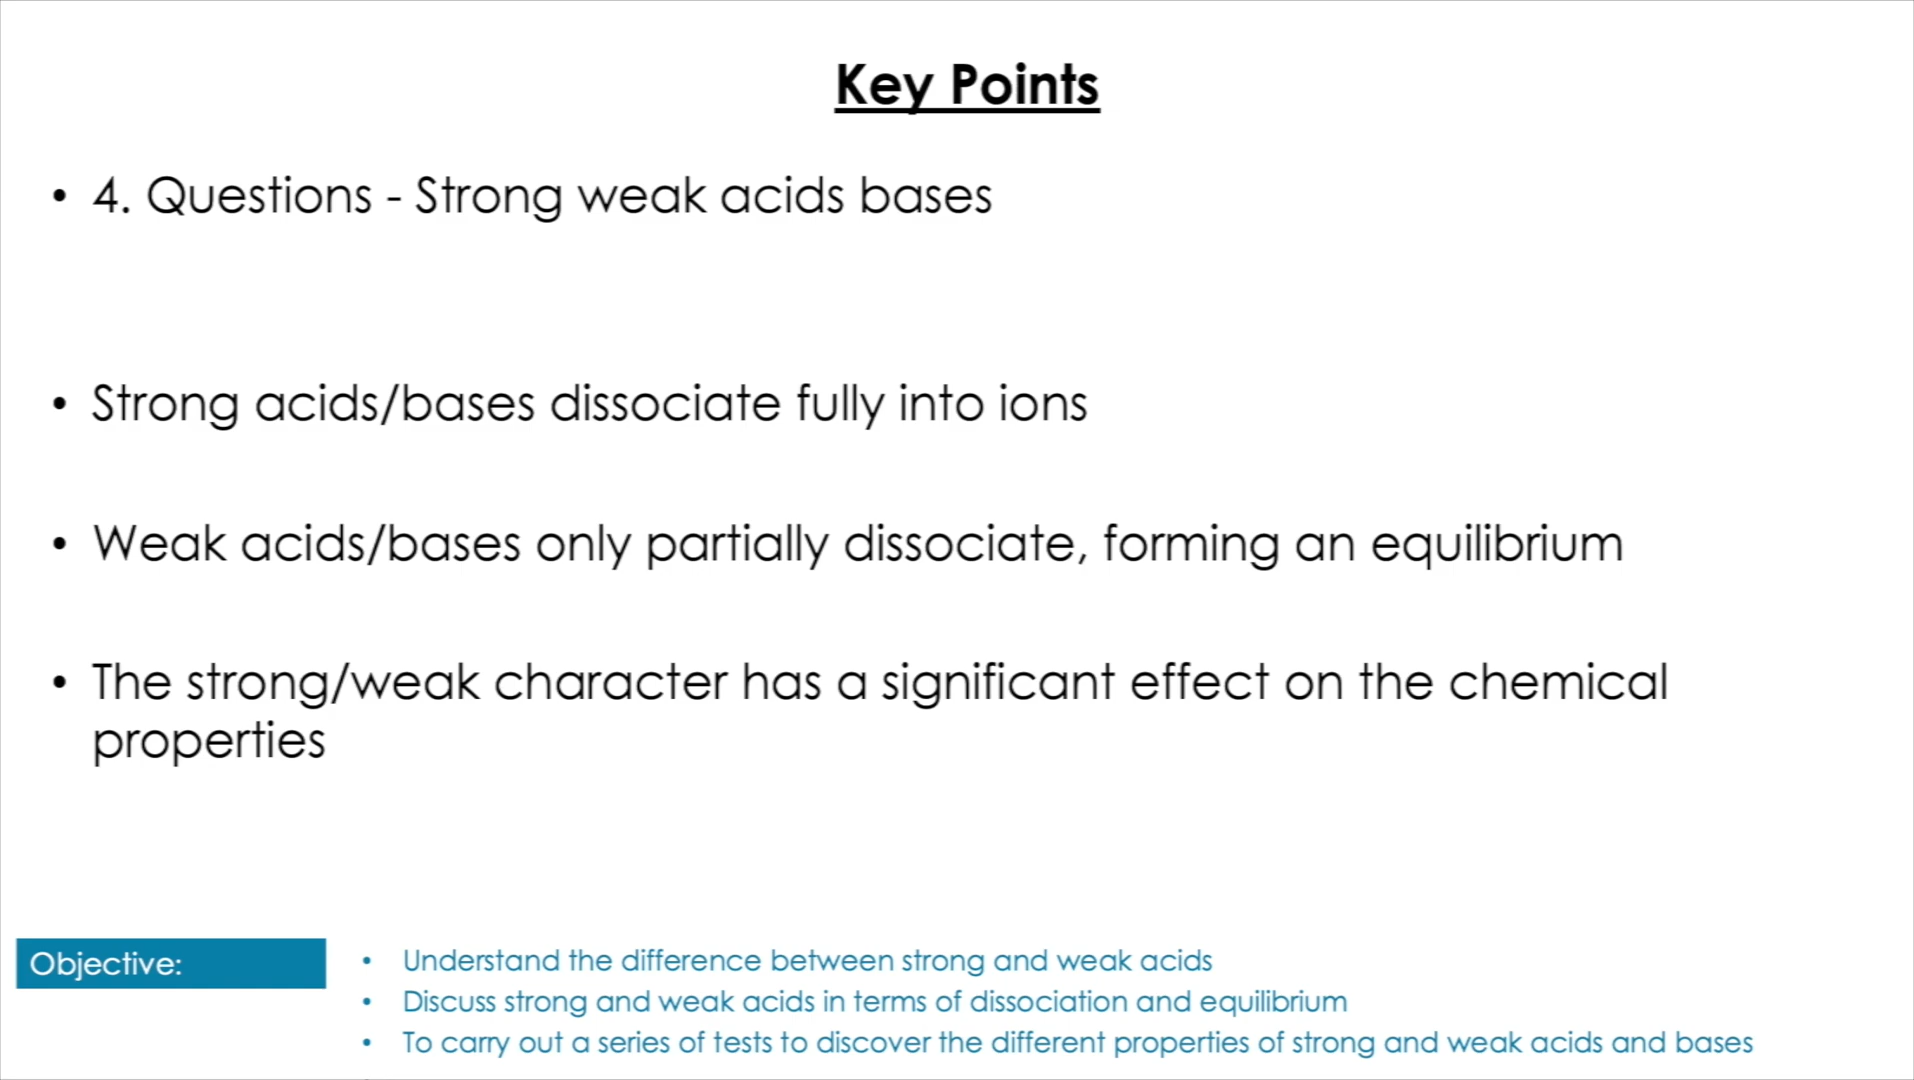 Key Points
• 4. Questions - Strong weak acids bases
• Strong acids/bases dissociate fully into ions
• Weak acids/bases only partially dissociate, forming an equilibrium
• The strong/weak character has a significant effect on the chemical
properties
Objective:
• Understand the difference between strong and weak acids
• Discuss strong and weak acids in terms of dissociation and equilibrium
• To carry out a series of tests to discover the different properties of strong and weak acids and bases